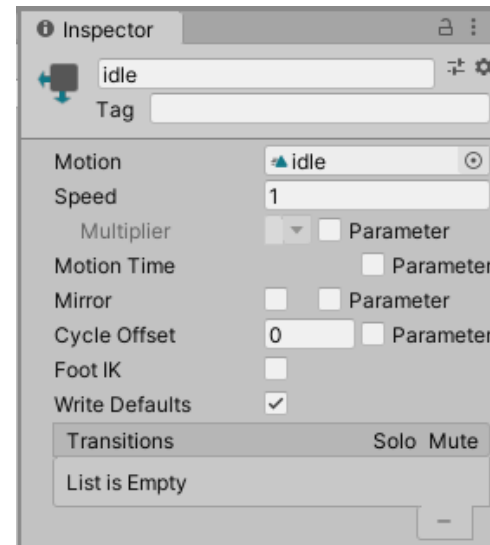 Inspector
idle
Tag
Motion idle
Speed 1
Multiplier Parameter
Motion Time Parameter
Mirror Parameter
Cycle Offset 0 Parameter
Foot IK
Write Defaults
Transitions Solo Mute
List is Empty